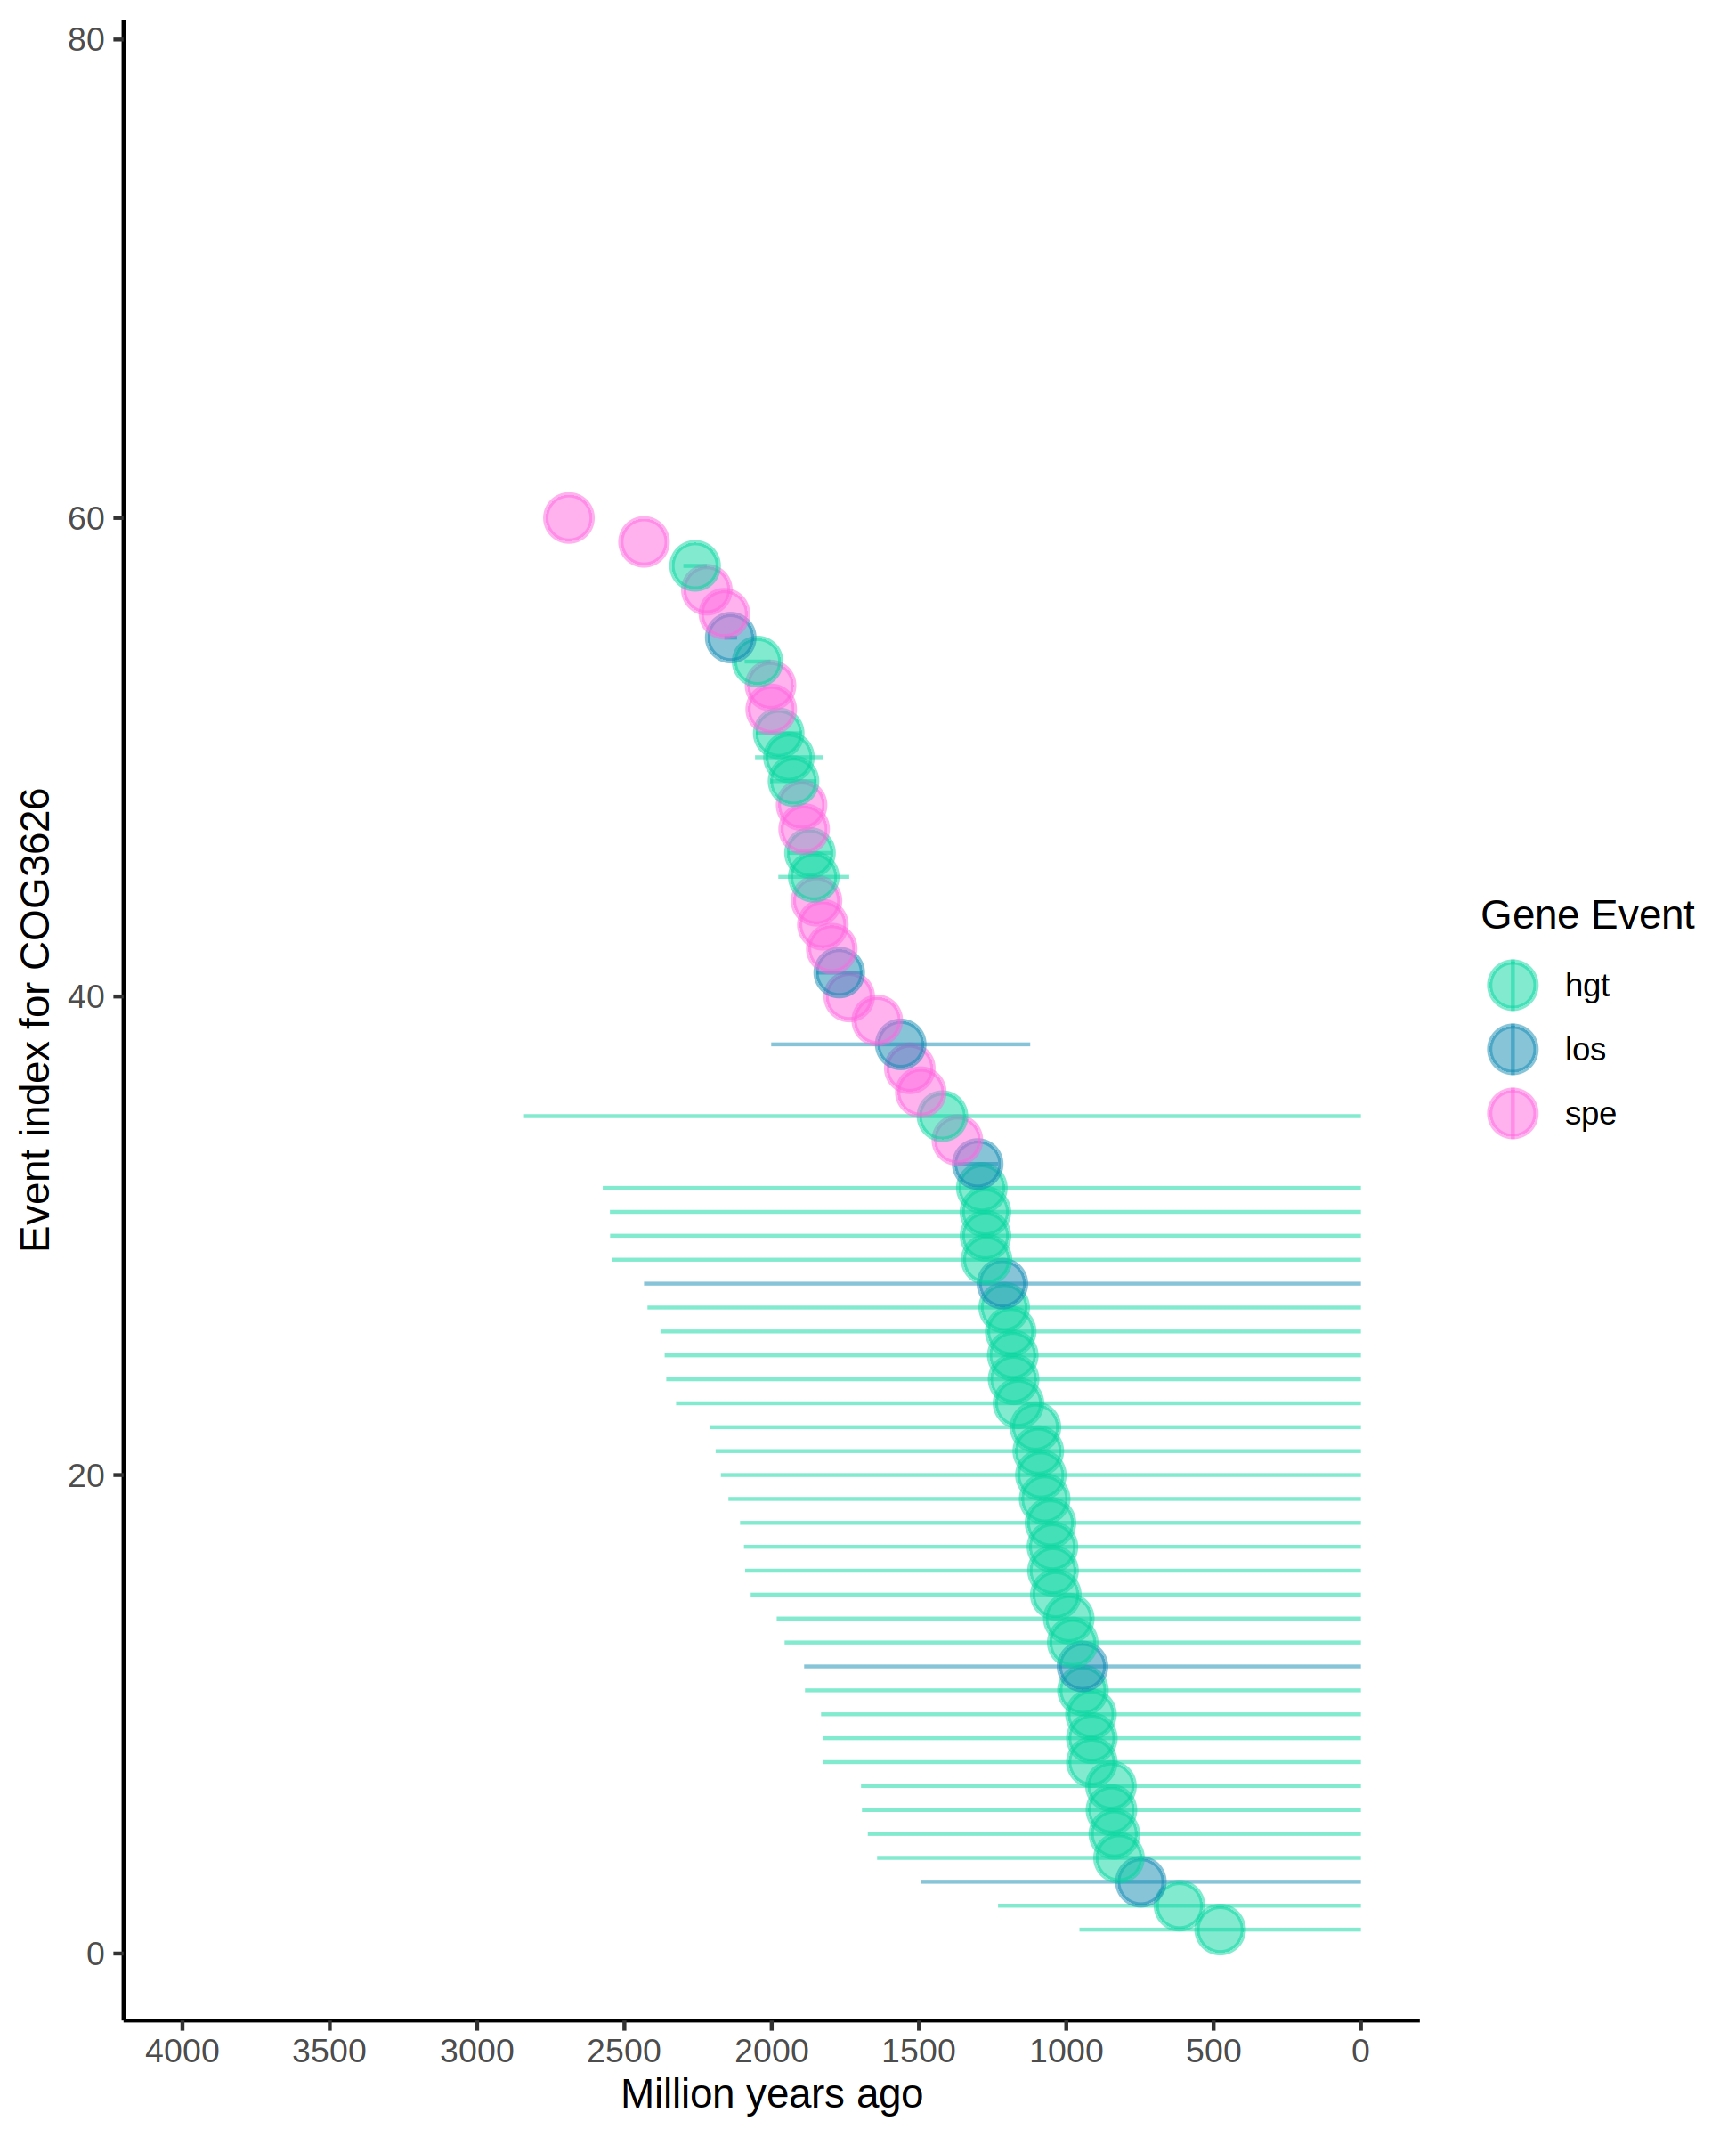 80
60
40
20
0
Event index for COG3626
4000 3500 3000 2500 2000 1500 1000 500 0
Million years ago
Gene Event
hgt
los
spe